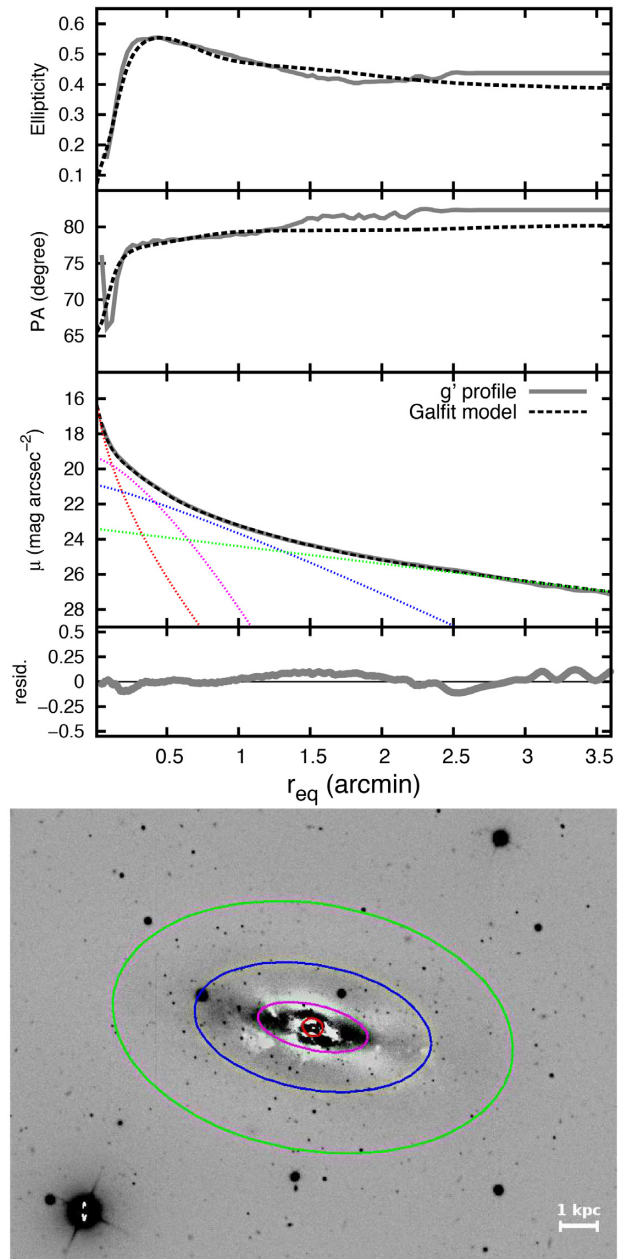 0.6
0.5
0.4
0.3
0.2
0.1
Ellipticity
80
75
70
65
PA (degree)
g' profile
Galfit model
16
18
20
22
24
26
28
μ (mag arcsec⁻²)
0.5
0.25
0
−0.25
−0.5
resid.
0.5 1 1.5 2 2.5 3 3.5
r_eq (arcmin)
1 kpc